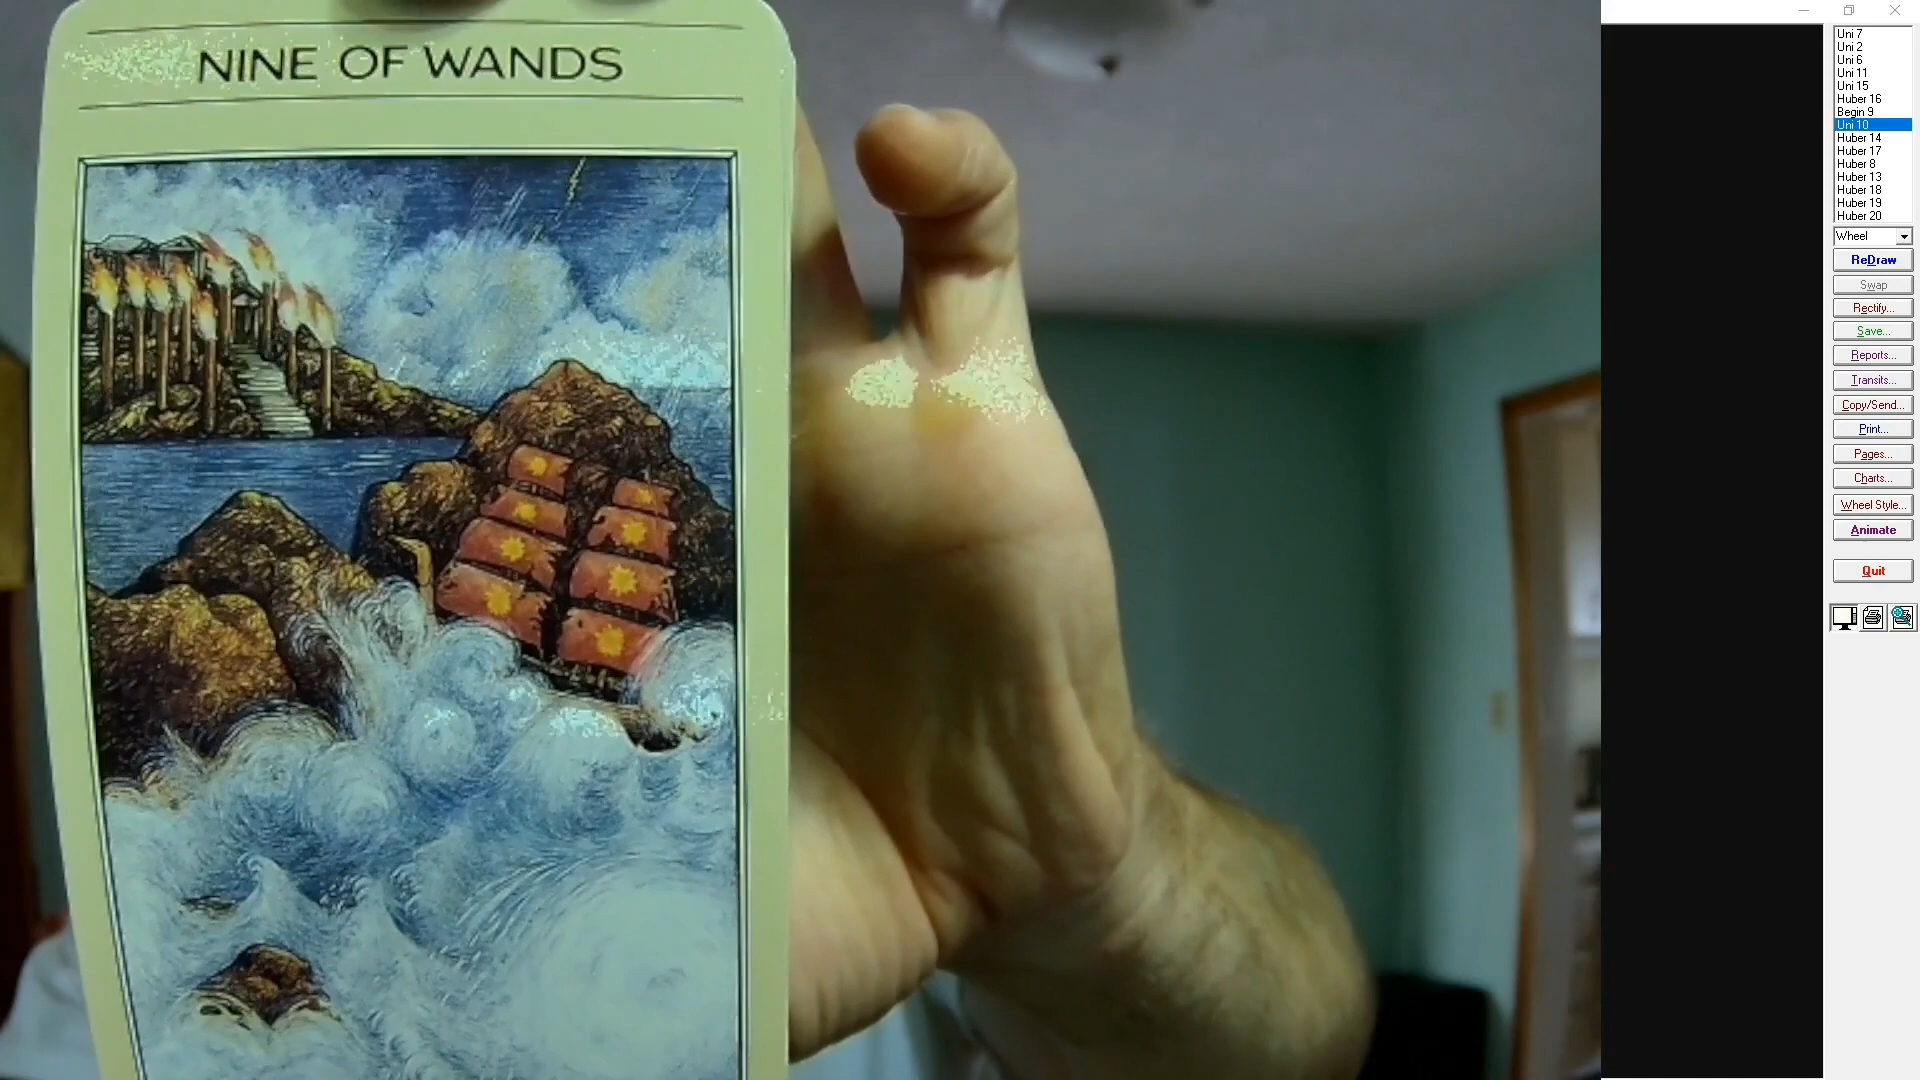 NINE OF WANDS
Uni 7
Uni 2
Uni 6
Uni 11
Uni 15
Huber 16
Begin 9
Uni 10
Huber 14
Huber 17
Huber 8
Huber 13
Huber 18
Huber 19
Huber 20
Wheel
ReDraw
Swap
Rectify...
Save...
Reports...
Transits...
Copy/Send...
Print...
Pages...
Charts...
Wheel Style...
Animate
Quit